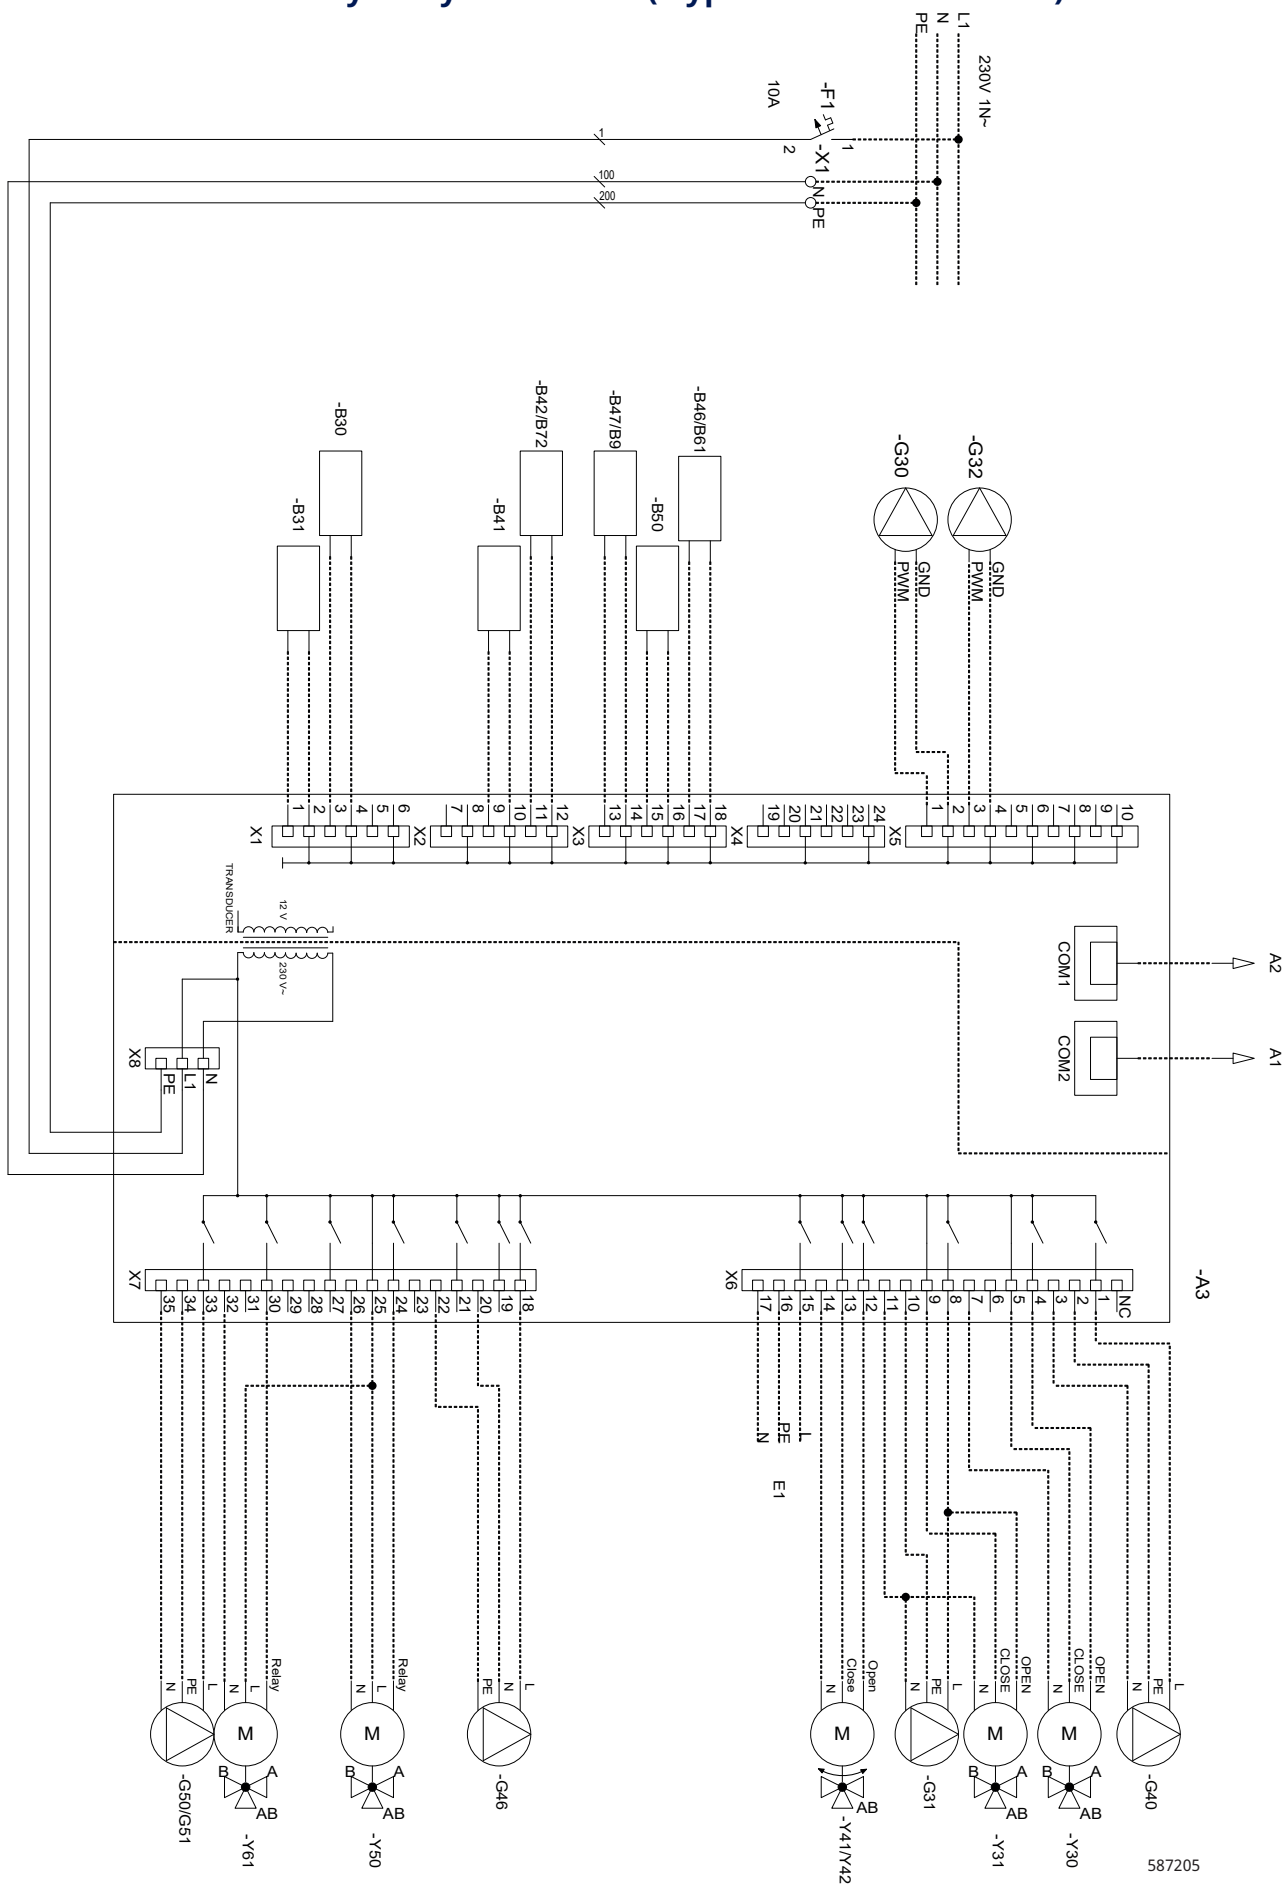 PE
N
L1
230V 1N~
-F1
10A
1
2
-X1
N
PE
1
100
200
-G32
-G30
GND
PWM
GND
PWM
-B46/B61
-B50
-B47/B9
-B42/B72
-B41
-B30
-B31
1
2
3
4
5
6
X1
7
8
9
10
11
12
X2
13
14
15
16
17
18
X3
19
20
21
22
23
24
X4
1
2
3
4
5
6
7
8
9
10
X5
TRANSDUCER
12 V
230 V~
COM1
A2
COM2
A1
X8
PE
L1
N
-A3
X7
35
34
33
32
31
30
29
28
27
26
25
24
23
22
21
20
19
18
X6
17
16
15
14
13
12
11
10
9
8
7
6
5
4
3
2
1
NC
N
PE
L
E1
N
PE
L
-G50/G51
N
L
Relay
M
B
A
AB
-Y61
N
L
Relay
M
B
A
AB
-Y50
PE
N
L
-G46
N
Close
Open
M
AB
-Y41/Y42
N
PE
L
-G31
N
CLOSE
OPEN
M
B
A
AB
-Y31
N
CLOSE
OPEN
M
B
A
AB
-Y30
N
PE
L
-G40
587205